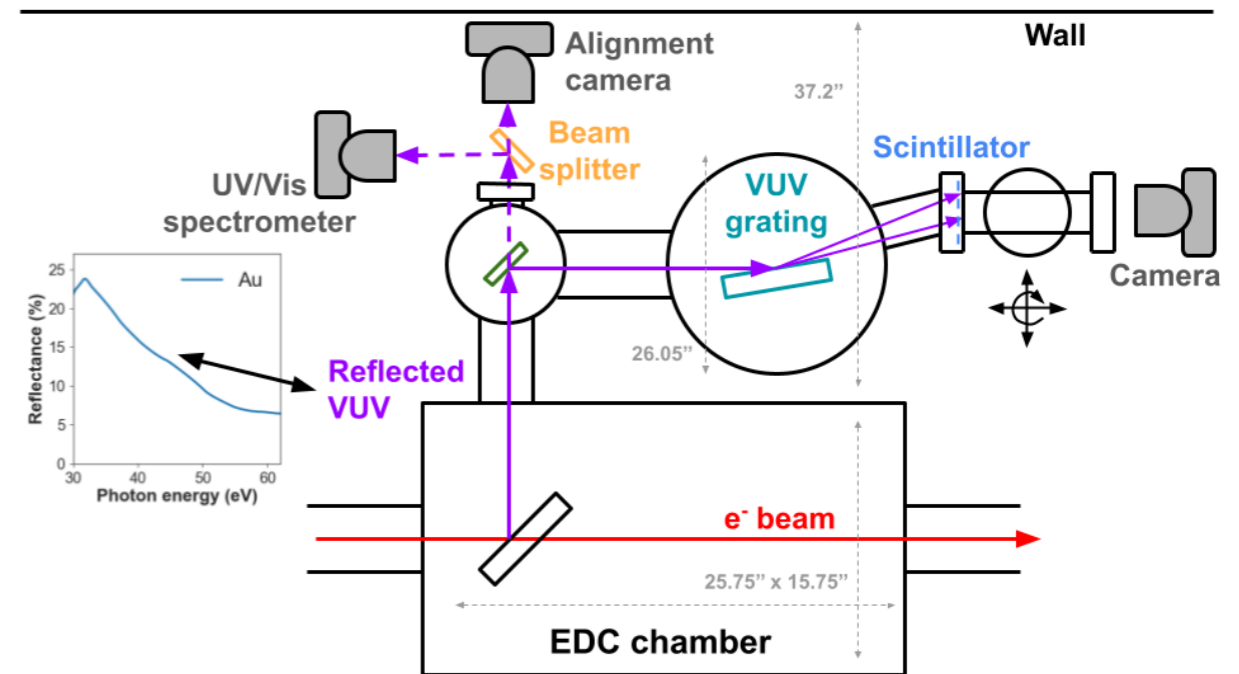 Wall
Alignment
camera
37.2”
Beam
splitter
Scintillator
UV/Vis
spectrometer
VUV
grating
Camera
25
20
15
10
5
0
Reflectance (%)
Au
30
40
50
60
Photon energy (eV)
26.05”
Reflected
VUV
e- beam
25.75” x 15.75”
EDC chamber